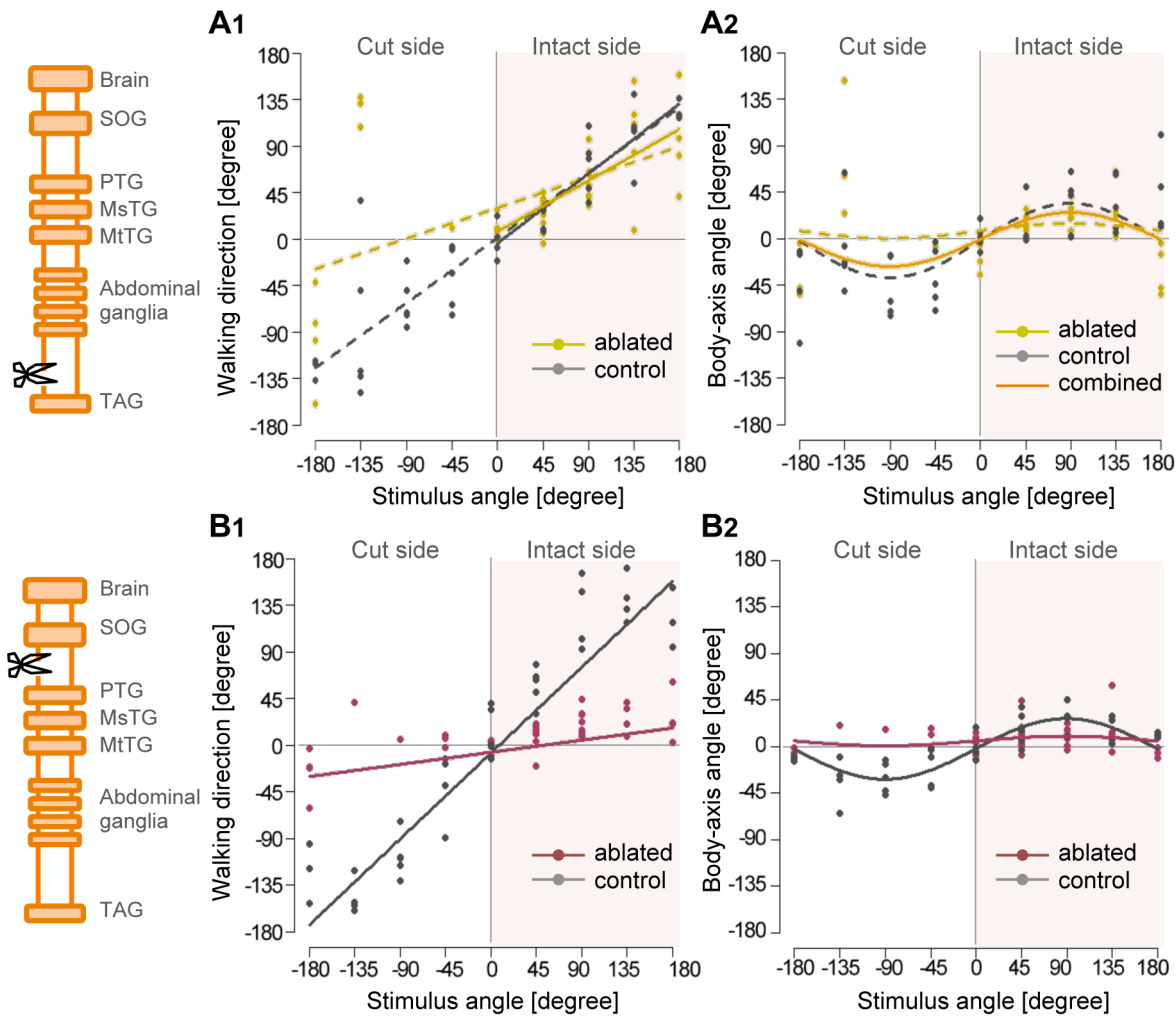 Brain
SOG
PTG
MsTG
MtTG
Abdominal
ganglia
TAG
A1
Cut side
Intact side
180
135
90
45
0
-45
-90
-135
-180
Walking direction [degree]
ablated
control
-180 -135 -90 -45 0 45 90 135 180
Stimulus angle [degree]
A2
Cut side
Intact side
180
135
90
45
0
-45
-90
-135
-180
Body-axis angle [degree]
ablated
control
combined
-180 -135 -90 -45 0 45 90 135 180
Stimulus angle [degree]
Brain
SOG
PTG
MsTG
MtTG
Abdominal
ganglia
TAG
B1
Cut side
Intact side
180
135
90
45
0
-45
-90
-135
-180
Walking direction [degree]
ablated
control
-180 -135 -90 -45 0 45 90 135 180
Stimulus angle [degree]
B2
Cut side
Intact side
180
135
90
45
0
-45
-90
-135
-180
Body-axis angle [degree]
ablated
control
-180 -135 -90 -45 0 45 90 135 180
Stimulus angle [degree]